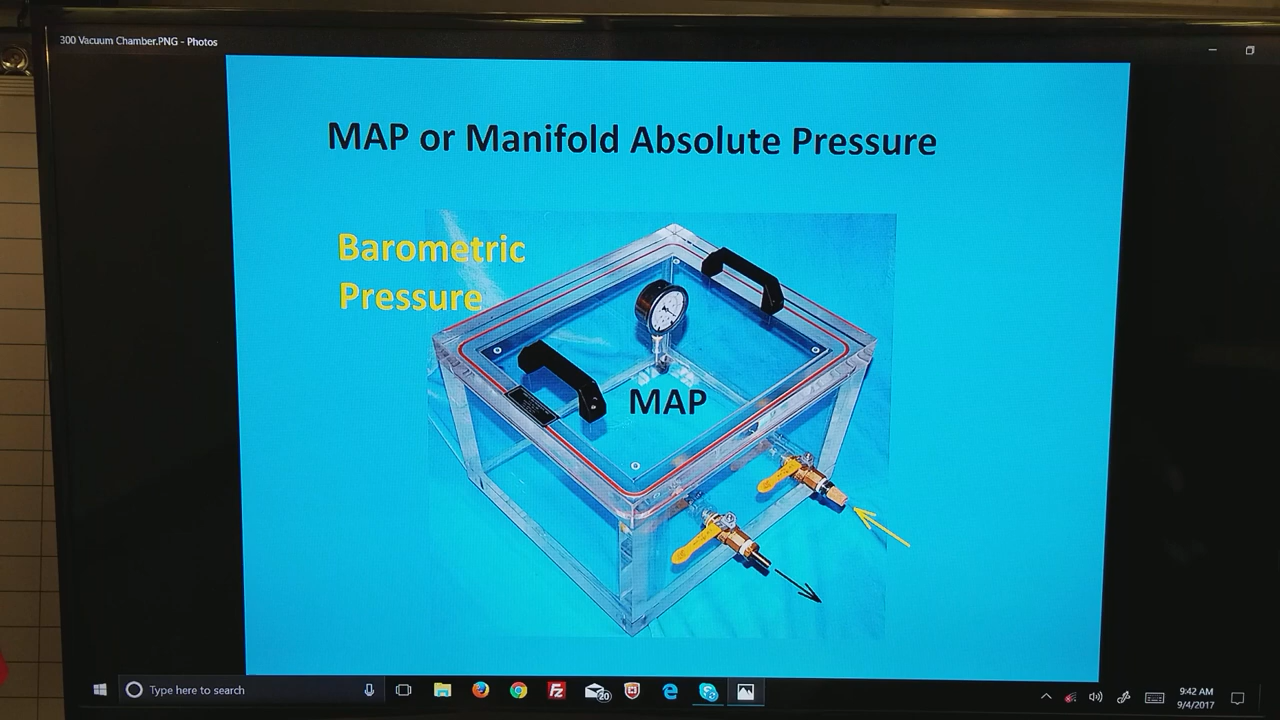 300 Vacuum Chamber.PNG - Photos
MAP or Manifold Absolute Pressure
Barometric
Pressure
MAP
Type here to search
20
9:42 AM
9/4/2017